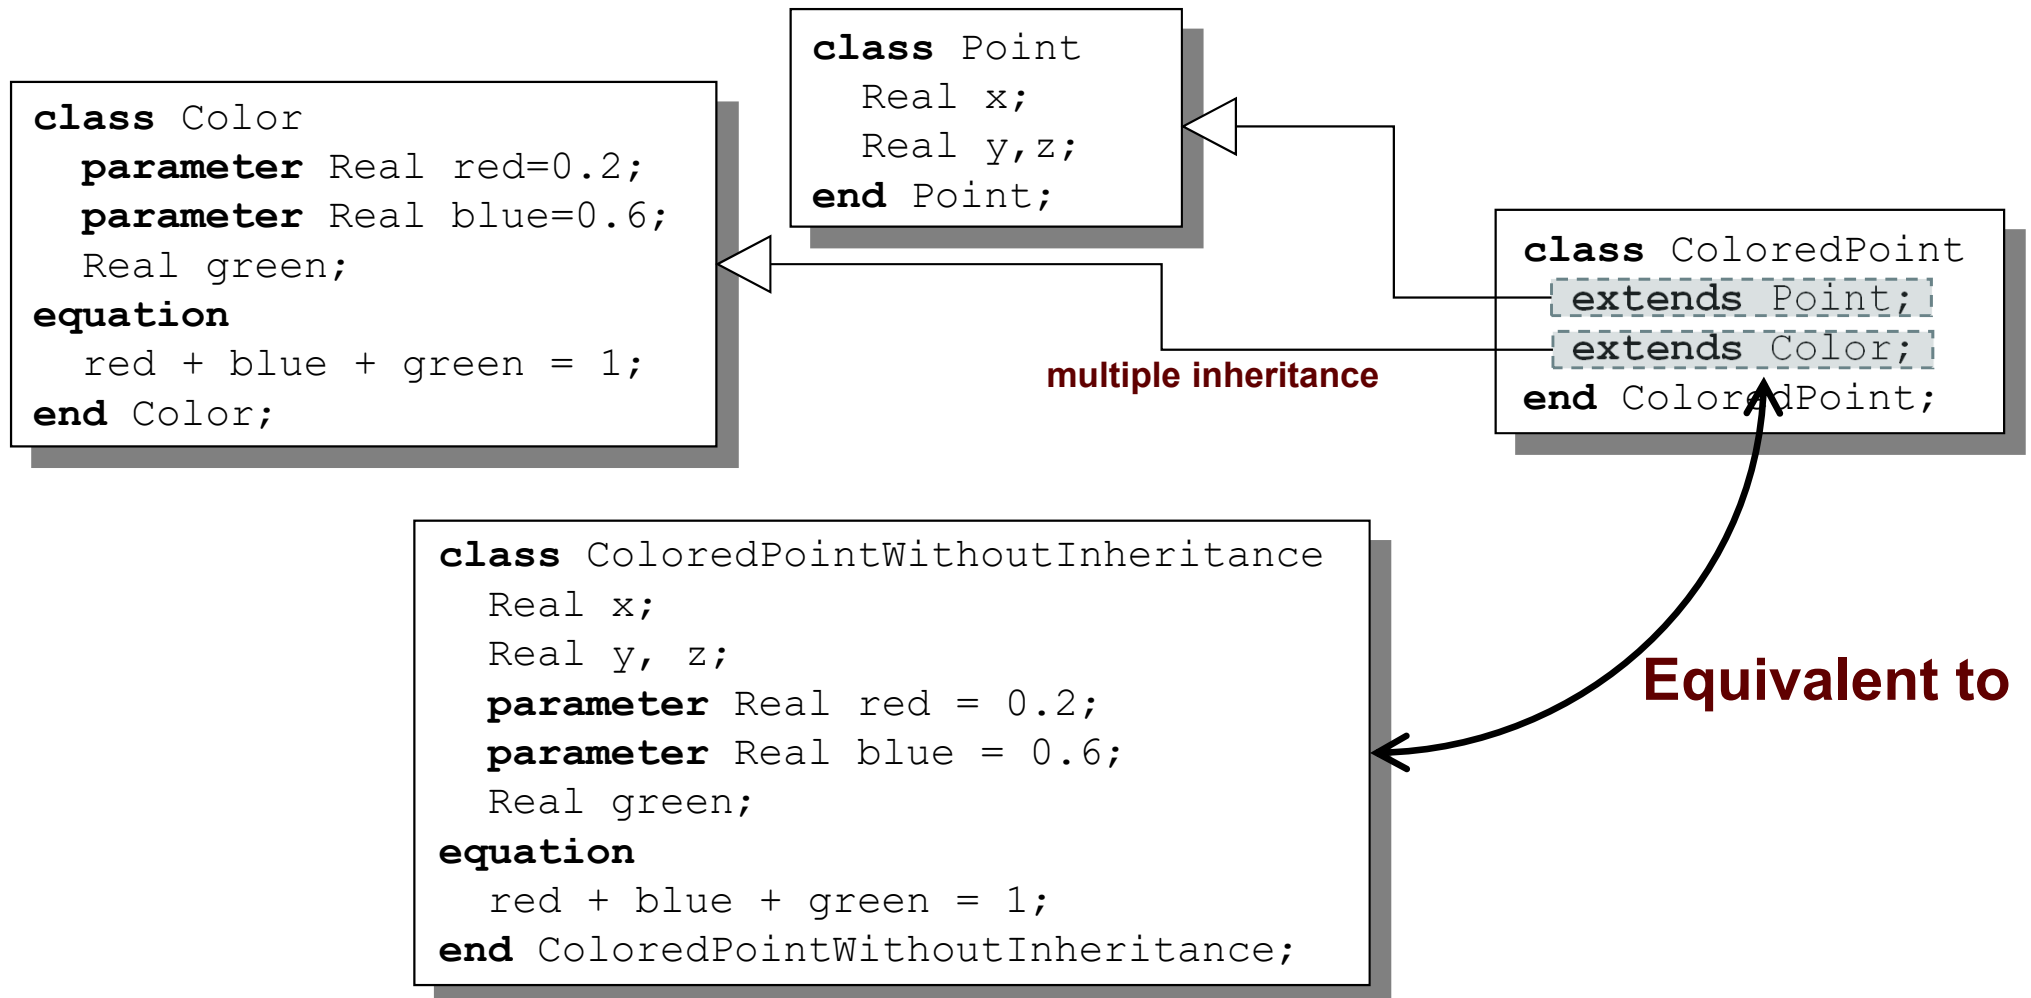 class Color
  parameter Real red=0.2;
  parameter Real blue=0.6;
  Real green;
equation
  red + blue + green = 1;
end Color;
class Point
  Real x;
  Real y,z;
end Point;
class ColoredPoint
  extends Point;
  extends Color;
end ColoredPoint;
multiple inheritance
class ColoredPointWithoutInheritance
  Real x;
  Real y, z;
  parameter Real red = 0.2;
  parameter Real blue = 0.6;
  Real green;
equation
  red + blue + green = 1;
end ColoredPointWithoutInheritance;
Equivalent to